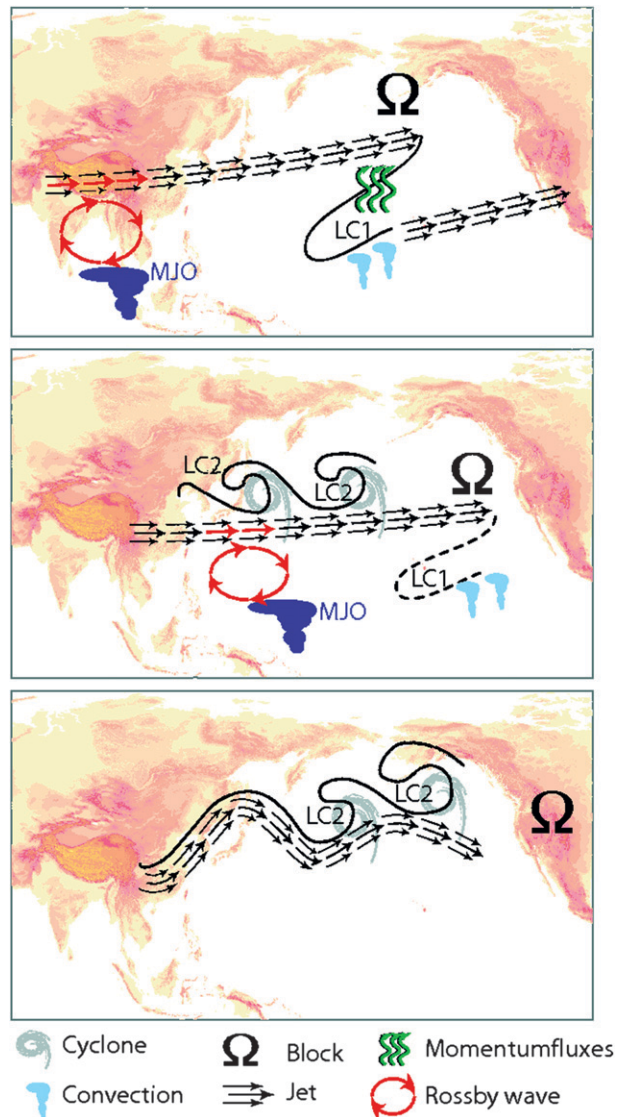 Ω
LC1
MJO
LC2
LC2
Ω
LC1
MJO
LC2
LC2
Ω
Cyclone Ω Block Momentumfluxes
Convection Jet Rossby wave